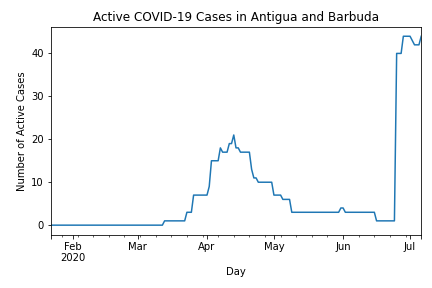 Active COVID-19 Cases in Antigua and Barbuda
Number of Active Cases
40
30
20
10
0
Feb Mar Apr May Jun Jul
2020
Day